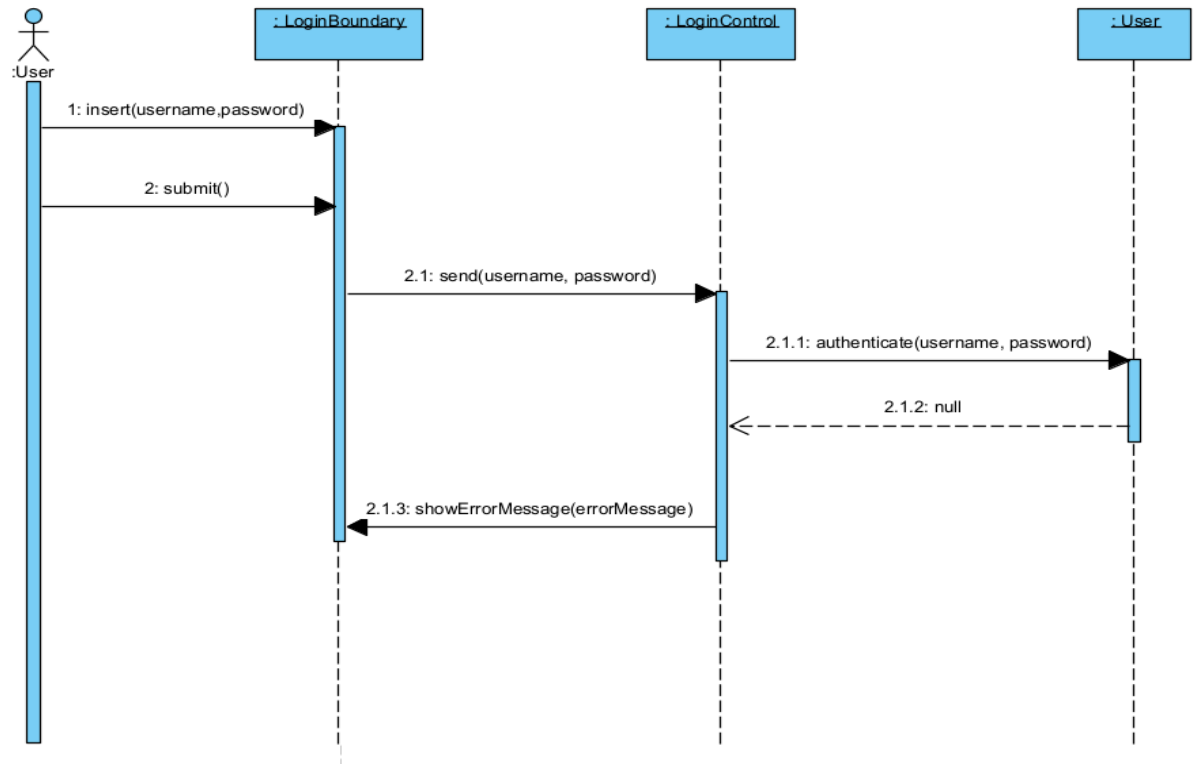 : LoginBoundary
: LoginControl
: User
:User
1: insert(username,password)
2: submit()
2.1: send(username, password)
2.1.1: authenticate(username, password)
2.1.2: null
2.1.3: showErrorMessage(errorMessage)